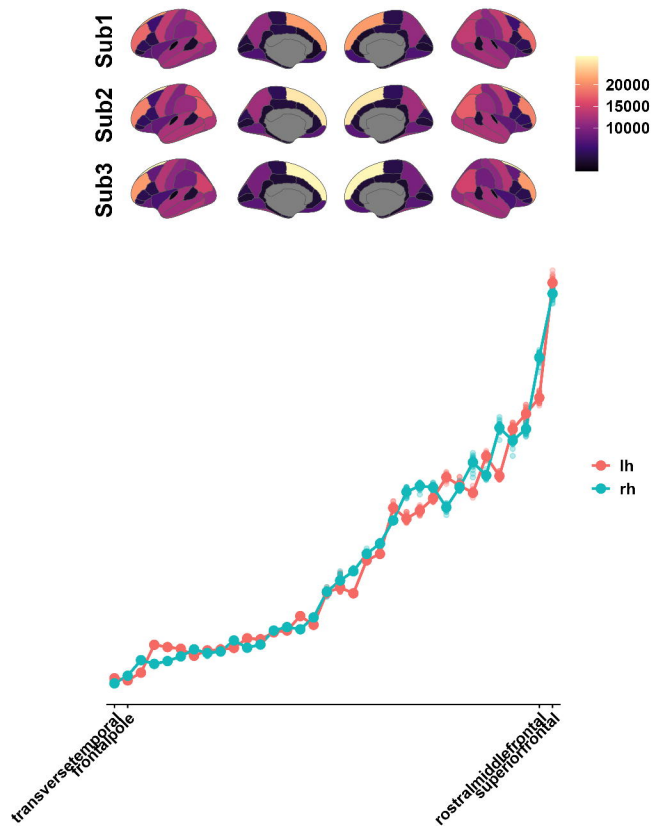 Sub1
Sub2
Sub3
20000
15000
10000
lh
rh
transversetemporal
frontalpole
rostralmiddlefrontal
superiorfrontal